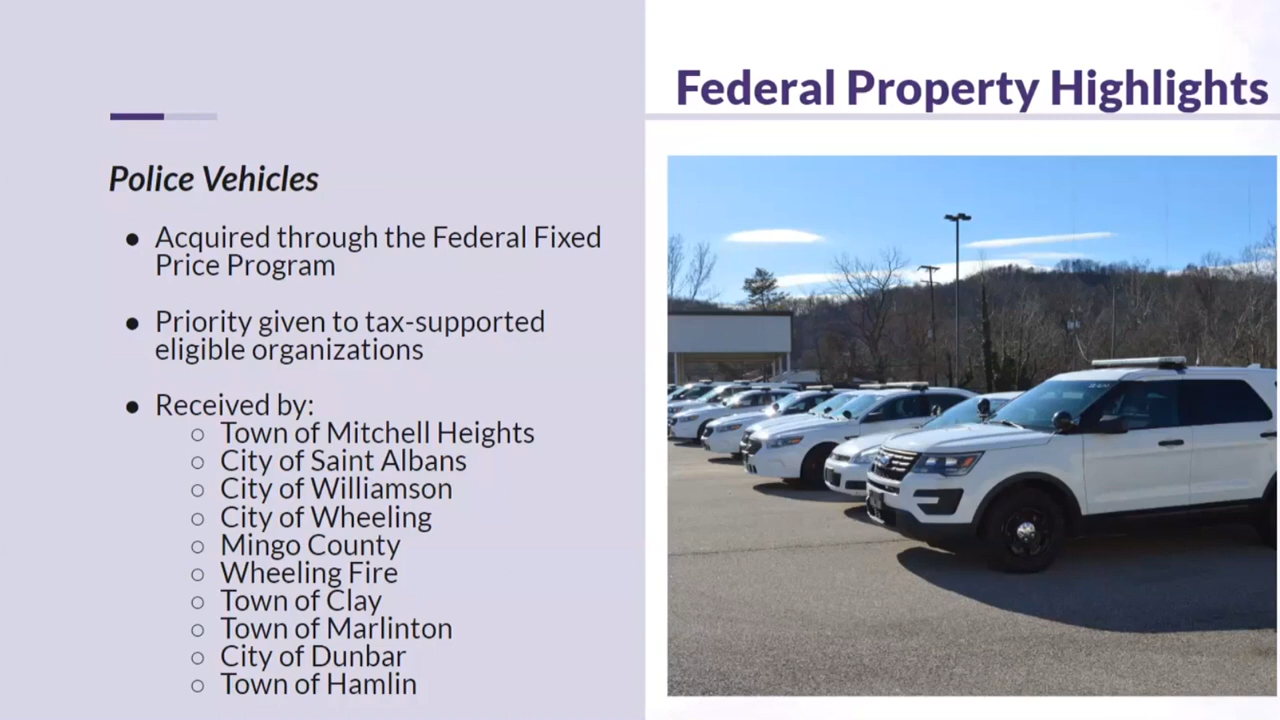 Federal Property Highlights
Police Vehicles
● Acquired through the Federal Fixed
Price Program
● Priority given to tax-supported
eligible organizations
● Received by:
○ Town of Mitchell Heights
○ City of Saint Albans
○ City of Williamson
○ City of Wheeling
○ Mingo County
○ Wheeling Fire
○ Town of Clay
○ Town of Marlinton
○ City of Dunbar
○ Town of Hamlin